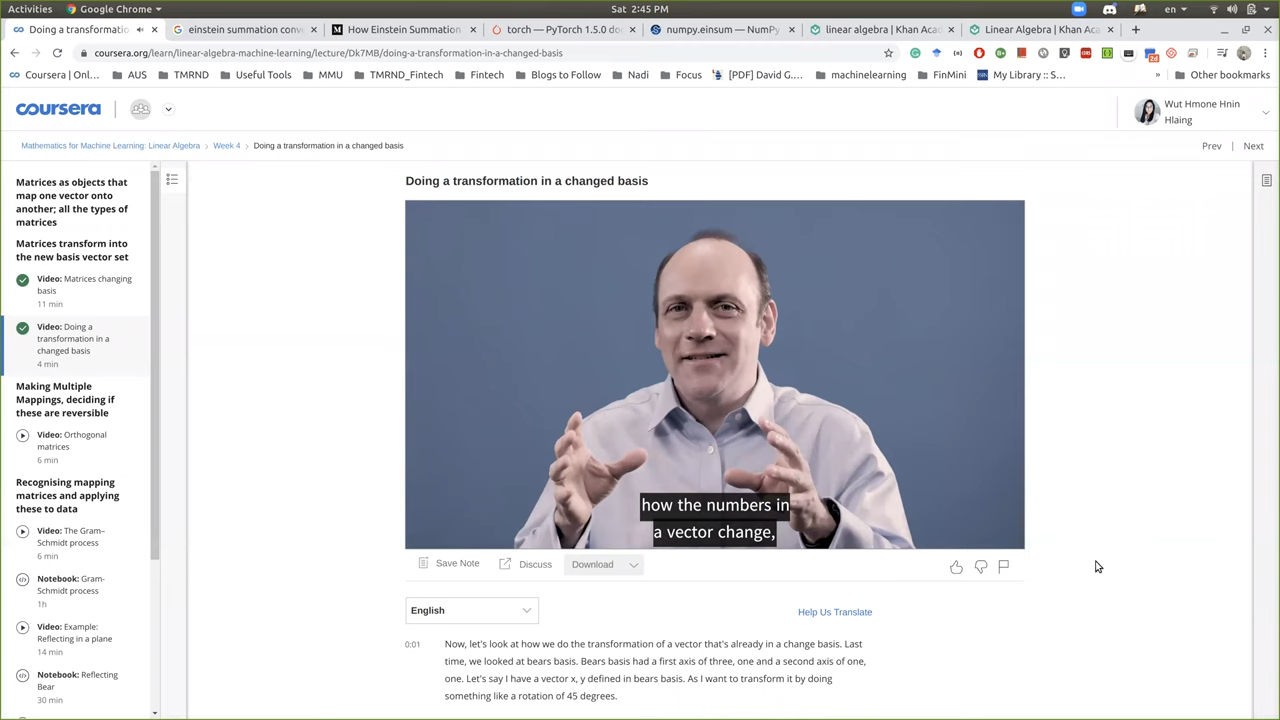 Activities
Google Chrome
Sat 2:45 PM
en
Doing a transformatio
einstein summation conv
How Einstein Summation
torch — PyTorch 1.5.0 do
numpy.einsum — NumPy
linear algebra | Khan Acad
Linear Algebra | Khan Aca
coursera.org/learn/linear-algebra-machine-learning/lecture/Dk7MB/doing-a-transformation-in-a-changed-basis
Coursera | Onl...
AUS
TMRND
Useful Tools
MMU
TMRND_Fintech
Fintech
Blogs to Follow
Nadi
Focus
[PDF] David G....
machinelearning
FinMini
My Library :: S...
»
Other bookmarks
coursera
Wut Hmone Hnin
Hlaing
Mathematics for Machine Learning: Linear Algebra > Week 4 > Doing a transformation in a changed basis
Prev | Next
Matrices as objects that
map one vector onto
another; all the types of
matrices
Matrices transform into
the new basis vector set
Video: Matrices changing
basis
11 min
Video: Doing a
transformation in a
changed basis
4 min
Making Multiple
Mappings, deciding if
these are reversible
Video: Orthogonal
matrices
6 min
Recognising mapping
matrices and applying
these to data
Video: The Gram–
Schmidt process
6 min
Notebook: Gram-
Schmidt process
1h
Video: Example:
Reflecting in a plane
14 min
Notebook: Reflecting
Bear
30 min
Doing a transformation in a changed basis
how the numbers in
a vector change,
Save Note
Discuss
Download
English
Help Us Translate
0:01
Now, let's look at how we do the transformation of a vector that's already in a change basis. Last
time, we looked at bears basis. Bears basis had a first axis of three, one and a second axis of one,
one. Let's say I have a vector x, y defined in bears basis. As I want to transform it by doing
something like a rotation of 45 degrees.